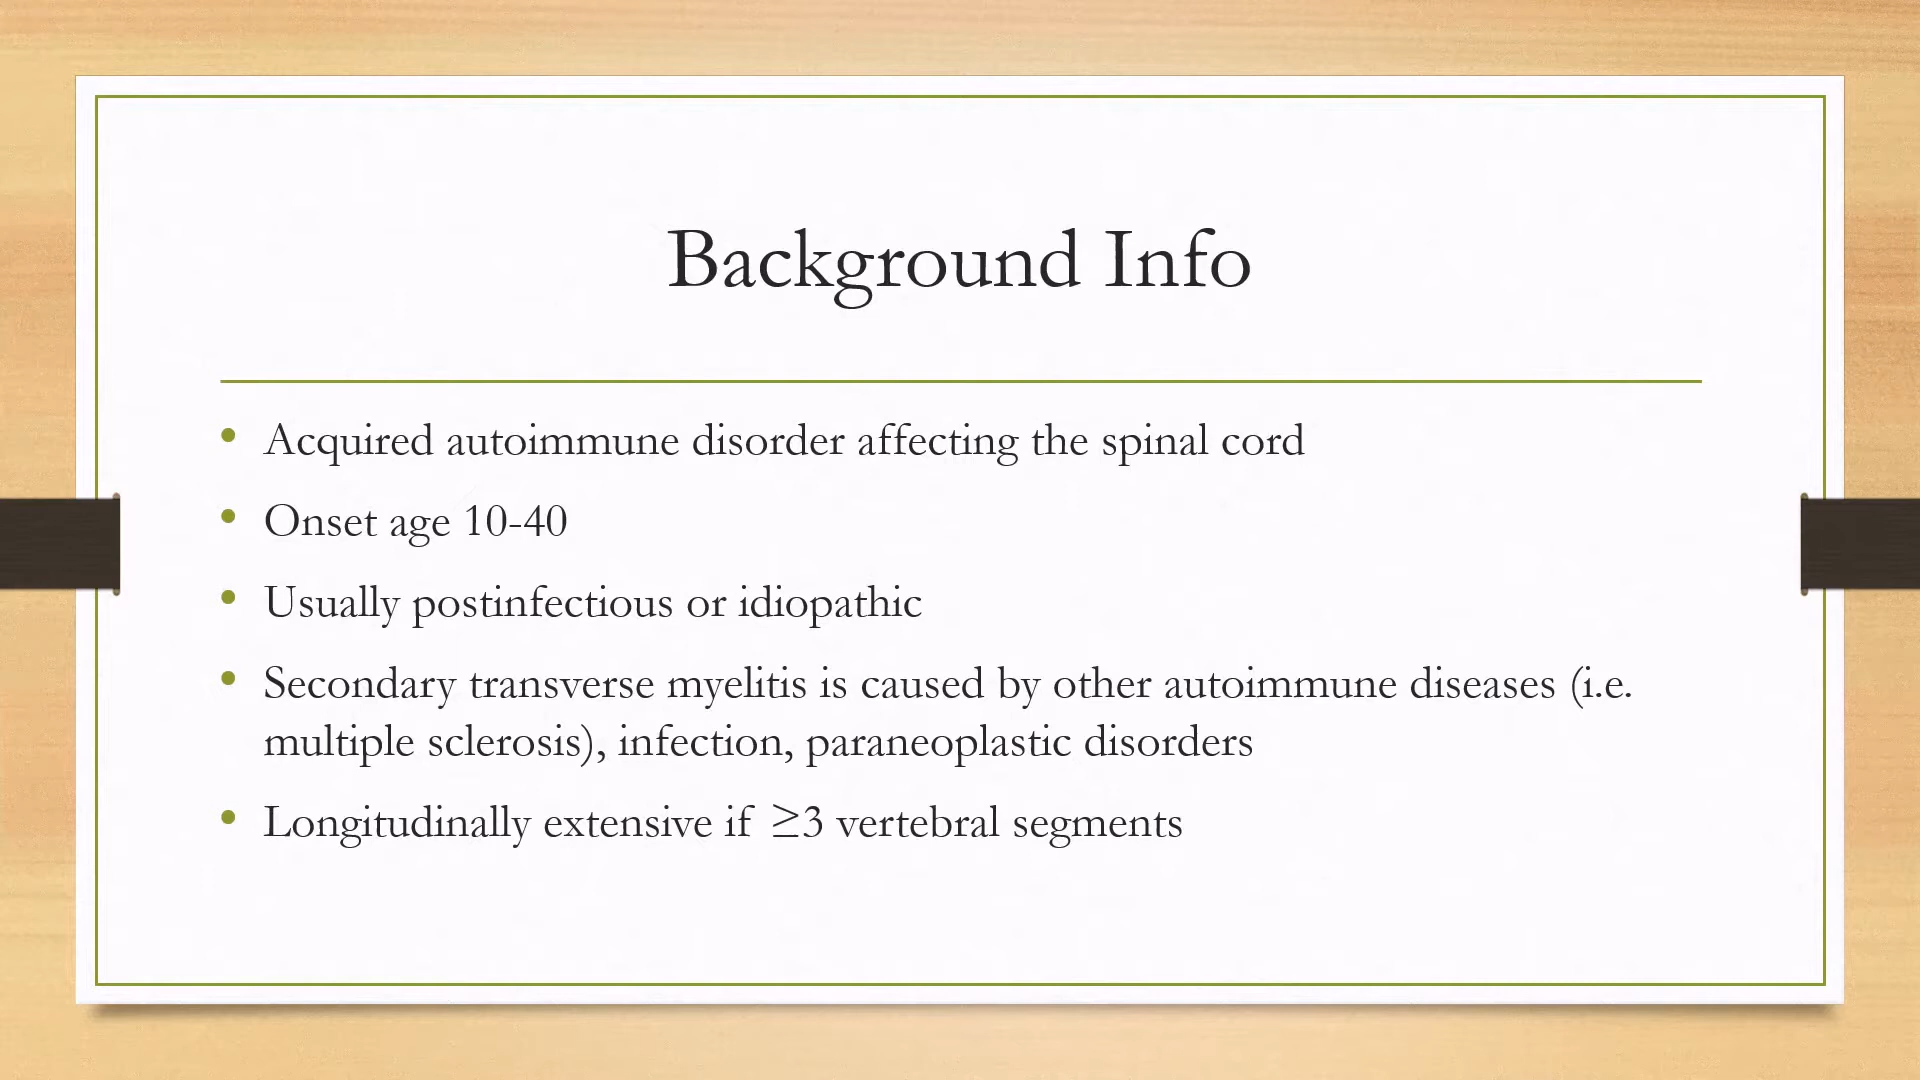 Background Info
• Acquired autoimmune disorder affecting the spinal cord
• Onset age 10-40
• Usually postinfectious or idiopathic
• Secondary transverse myelitis is caused by other autoimmune diseases (i.e.
multiple sclerosis), infection, paraneoplastic disorders
• Longitudinally extensive if ≥3 vertebral segments